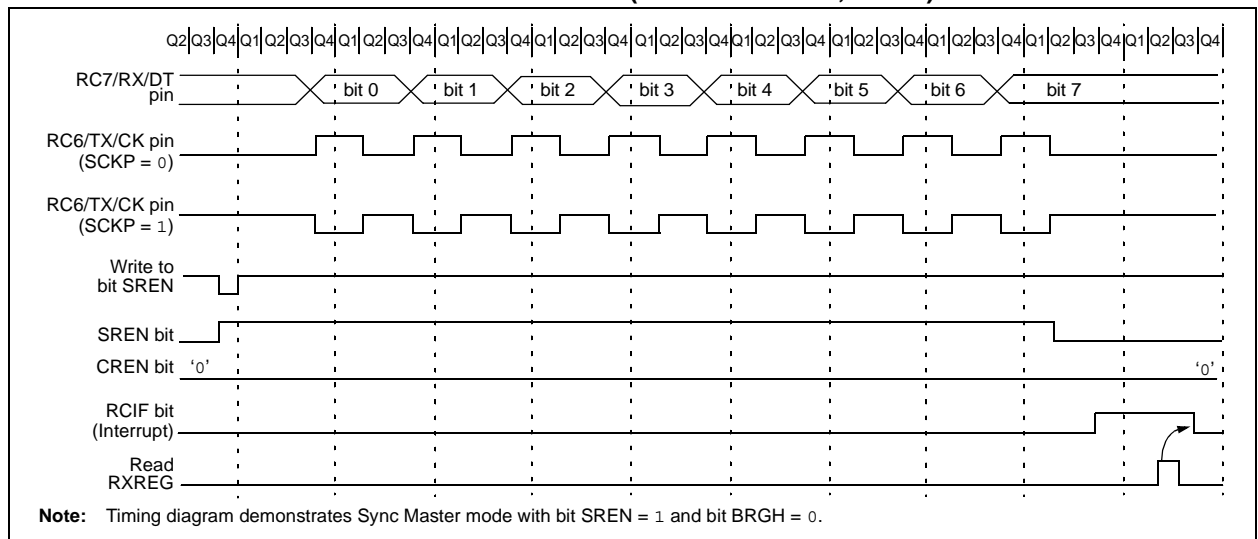 Q2 Q3 Q4 Q1 Q2 Q3 Q4 Q1 Q2 Q3 Q4 Q1 Q2 Q3 Q4 Q1 Q2 Q3 Q4 Q1 Q2 Q3 Q4 Q1 Q2 Q3 Q4 Q1 Q2 Q3 Q4 Q1 Q2 Q3 Q4 Q1 Q2 Q3 Q4 Q1 Q2 Q3 Q4
RC7/RX/DT
pin
bit 0 bit 1 bit 2 bit 3 bit 4 bit 5 bit 6 bit 7
RC6/TX/CK pin
(SCKP = 0)
RC6/TX/CK pin
(SCKP = 1)
Write to
bit SREN
SREN bit
CREN bit ‘0’ ‘0’
RCIF bit
(Interrupt)
Read
RXREG
Note: Timing diagram demonstrates Sync Master mode with bit SREN = 1 and bit BRGH = 0.